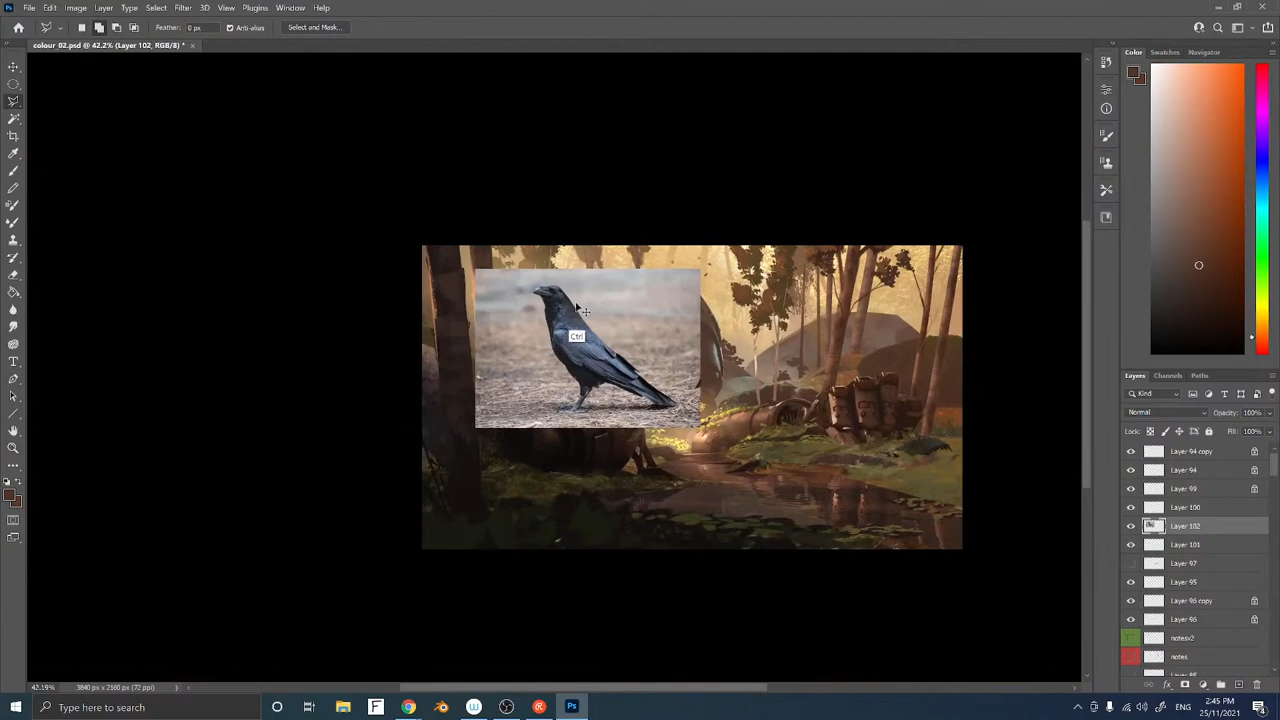 Ps File Edit Image Layer Type Select Filter 3D View Plugins Window Help
Feather: 0 px Anti-alias Select and Mask...
colour_02.psd @ 42.2% (Layer 102, RGB/8) * ×
Color Swatches Navigator
Ctrl
Layers Channels Paths
Kind
Normal Opacity: 100%
Lock: Fill: 100%
Layer 94 copy
Layer 94
Layer 99
Layer 100
Layer 102
Layer 101
Layer 97
Layer 95
Layer 96 copy
Layer 96
notesv2
notes
42.19% 3840 px x 2160 px (72 ppi)
Type here to search
F
Ps
2:45 PM
25/11/2021